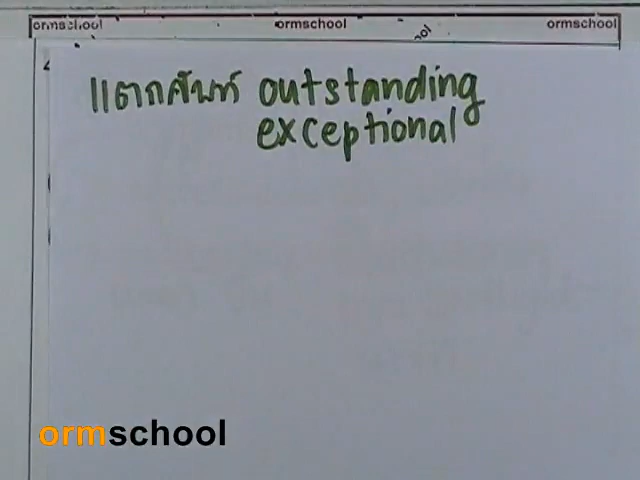 ormschool ormschool ormschool
แตกศัพท์ outstanding
exceptional
ormschool